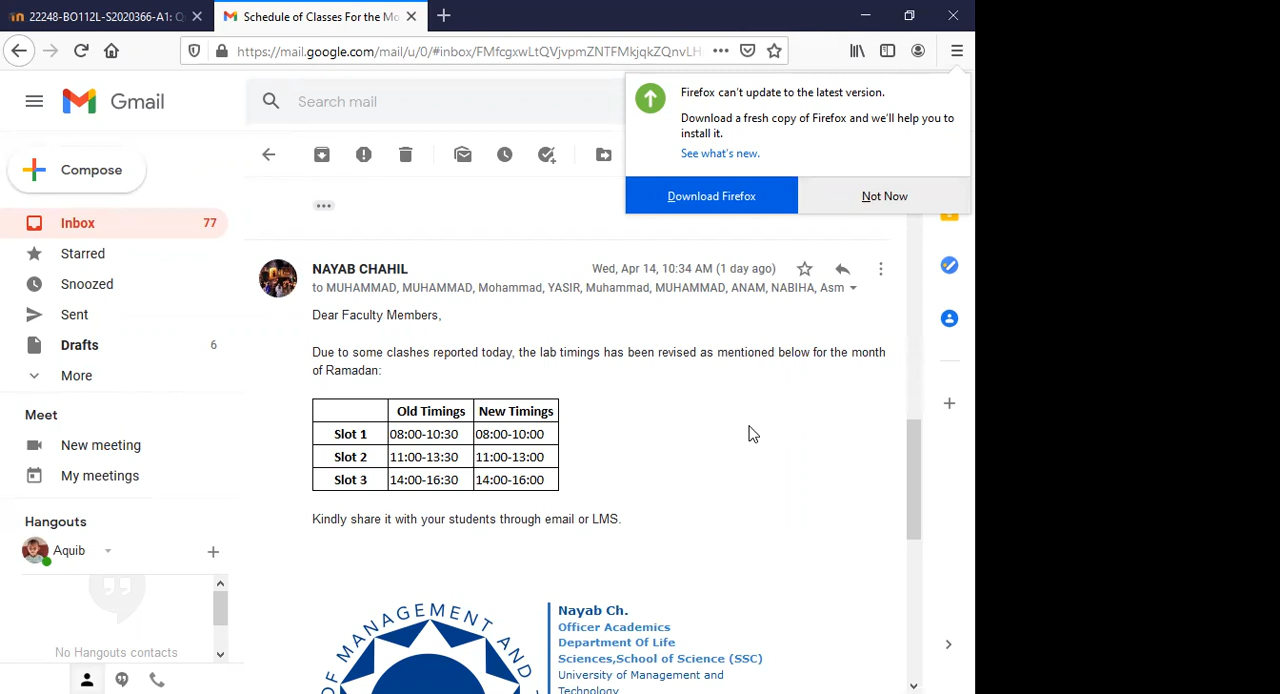 22248-BO112L-S2020366-A1: Q
Schedule of Classes For the Mo
https://mail.google.com/mail/u/0/#inbox/FMfcgxwLtQVjvpmZNTFMkjqkZQnvLH
Firefox can't update to the latest version.
Download a fresh copy of Firefox and we'll help you to
install it.
See what's new.
Download Firefox
Not Now
Gmail
Search mail
Compose
Inbox 77
Starred
Snoozed
Sent
Drafts 6
More
Meet
New meeting
My meetings
Hangouts
Aquib
No Hangouts contacts
NAYAB CHAHIL
Wed, Apr 14, 10:34 AM (1 day ago)
to MUHAMMAD, MUHAMMAD, Mohammad, YASIR, Muhammad, MUHAMMAD, ANAM, NABIHA, Asm
Dear Faculty Members,
Due to some clashes reported today, the lab timings has been revised as mentioned below for the month
of Ramadan:
Old Timings New Timings
Slot 1 08:00-10:30 08:00-10:00
Slot 2 11:00-13:30 11:00-13:00
Slot 3 14:00-16:30 14:00-16:00
Kindly share it with your students through email or LMS.
OF MANAGEMENT AND
Nayab Ch.
Officer Academics
Department Of Life
Sciences,School of Science (SSC)
University of Management and
Technology